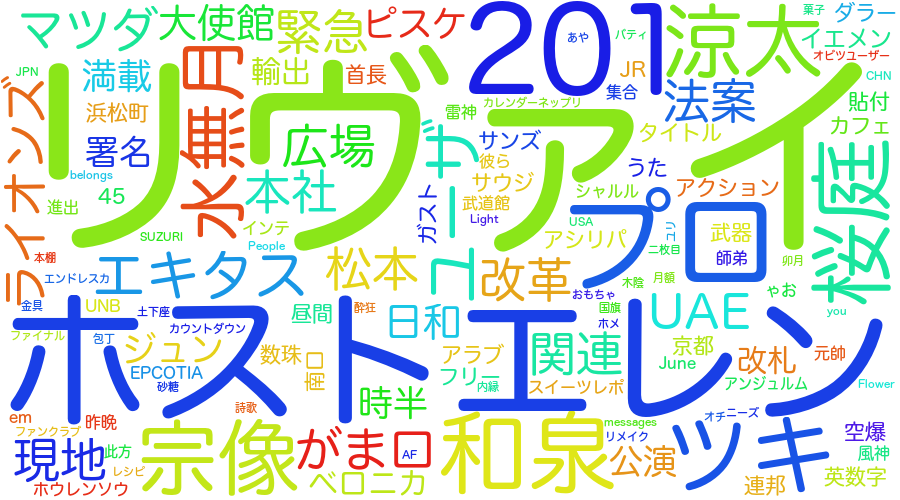 マツダ
大使館
緊急
ピスケ
201
涼太
菓子
ダラー
イエメン
オビツユーザー
JPN
満載
輸出
首長
JR
集合
あや
パティ
CHN
浜松町
水無月
リヴァイ
雷神
カレンダーネップリ
法案
貼付
カフェ
ライオンズ
署名
広場
ユーザ
サンズ
タイトル
うた
彼ら
belongs
45
本社
ガスト
サウジ
シャルル
アクション
桜庭
進出
インテ
武道館
Light
プロ
SUZURI
People
USA
アシリパ
ユリ
武器
二枚目
師弟
卯月
本棚
エンドレスカ
エキタス
松本
改革
木陰
月額
ゃお
金具
UNB
土下座
酔狂
おもちゃ
国旗
UAE
you
ホストエレン
昼間
日和
ホメ
ファイナル
包丁
カウントダウン
関連
京都
ジュン
数珠
南口
アラブ
フリー
June
改札
元帥
EPCOTIA
砂糖
内縁
スイーツレポ
アンジュルム
Flower
詩歌
時半
em
昨晩
ファンクラブ
宗像
がま口
AF
和泉
messages
リメイク
オチ
ニーズ
ツキ
空爆
現地
此方
レシピ
ホウレンソウ
ベロニカ
公演
連邦
風神
英数字